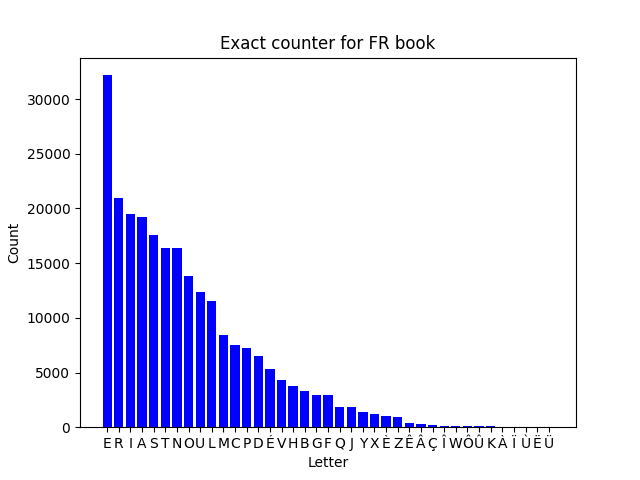 Exact counter for FR book
30000
25000
20000
15000
10000
5000
0
Count
E R I A S T N O U L M C P D É V H B G F Q J Y X È Z Ê Â Ç Î W Ô Û K À Ï Ù Ë Ü
Letter